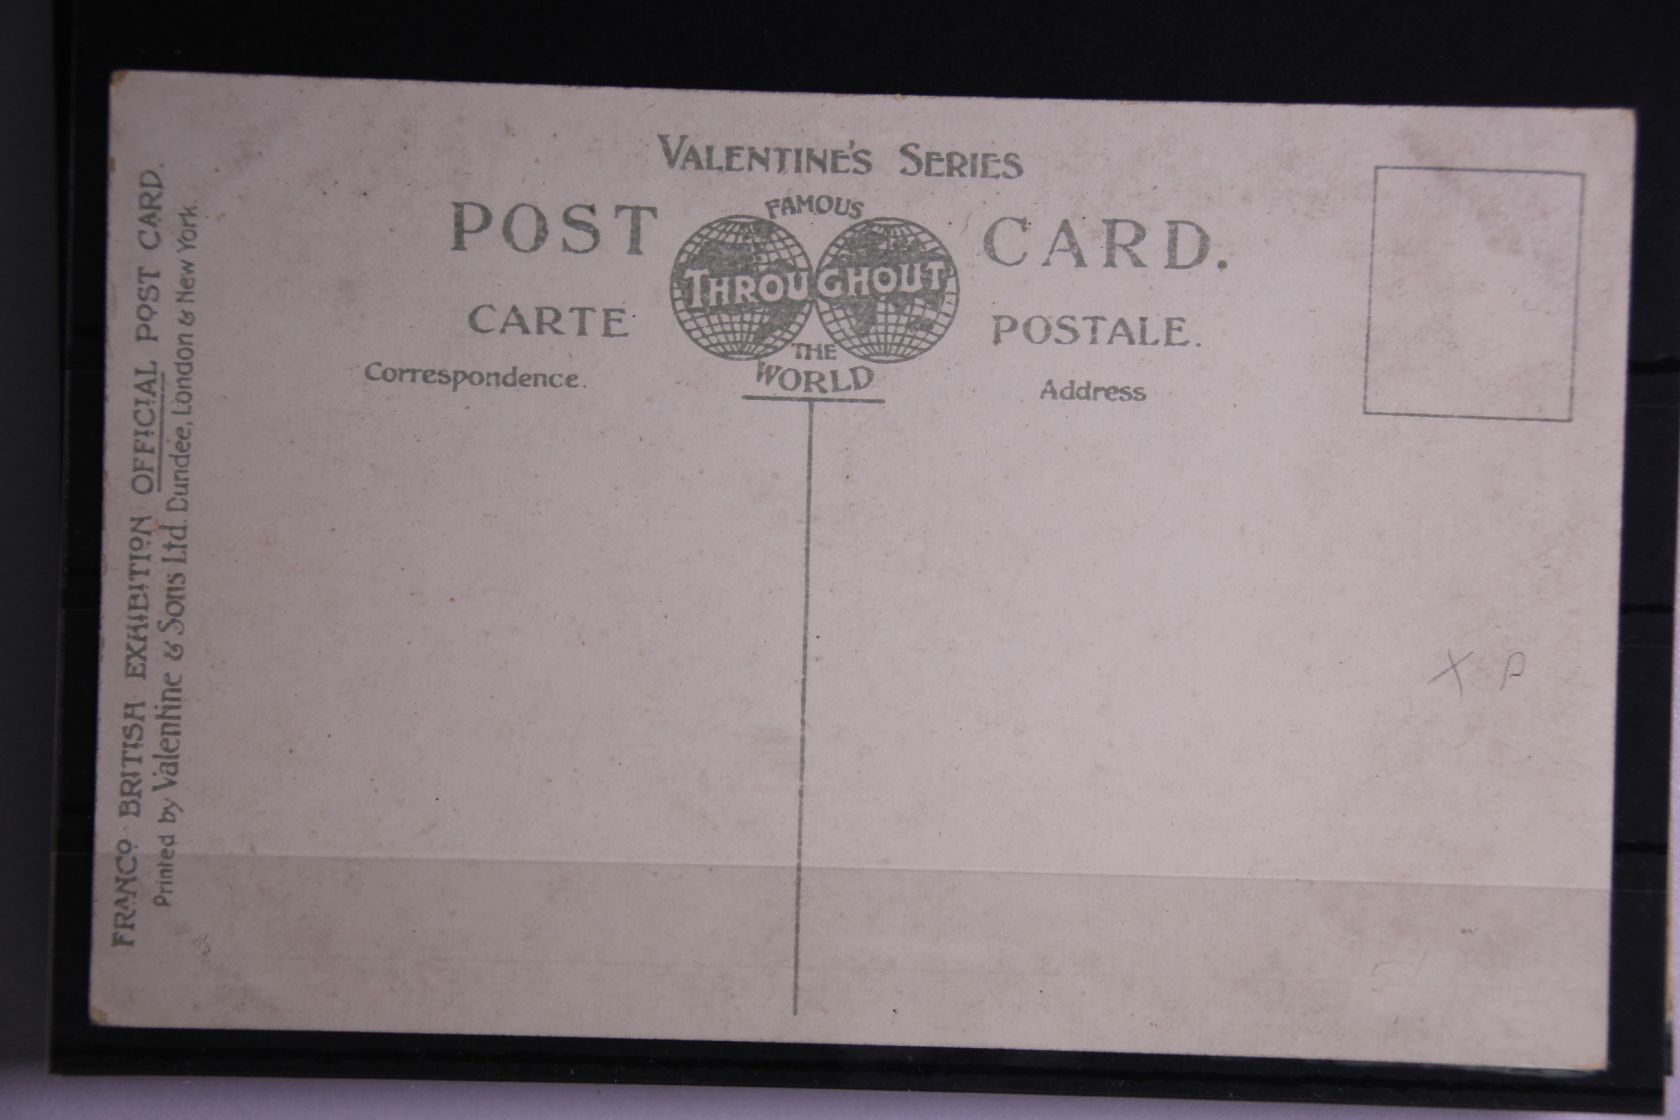 VALENTINE'S SERIES
POST CARD.
FAMOUS
THROUGHOUT
THE
WORLD
CARTE POSTALE.
Correspondence.
Address
FRANCO BRITISH EXHIBITION OFFICIAL POST CARD.
Printed by Valentine & Sons Ltd. Dundee, London & New York.
X P